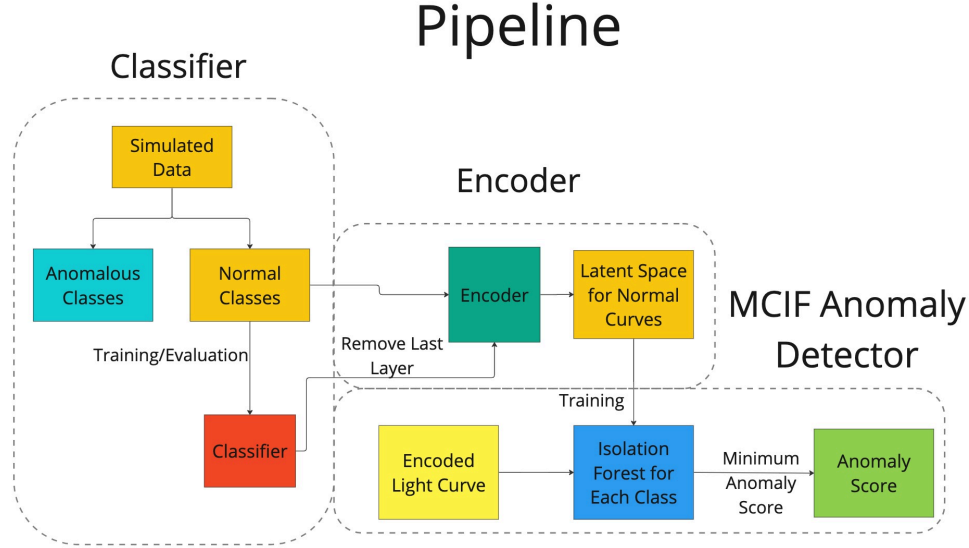 Pipeline
Classifier
Simulated
Data
Anomalous
Classes
Normal
Classes
Training/Evaluation
Classifier
Encoder
Encoder
Latent Space
for Normal
Curves
Remove Last
Layer
MCIF Anomaly
Detector
Training
Encoded
Light Curve
Isolation
Forest for
Each Class
Minimum
Anomaly
Score
Anomaly
Score